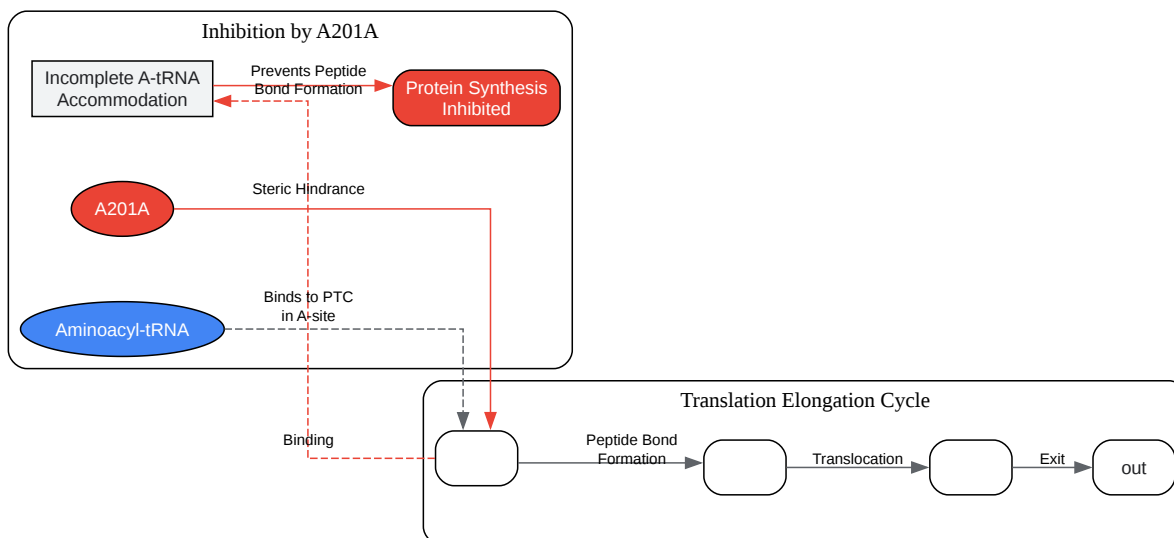 Inhibition by A201A
Incomplete A-tRNA
Accommodation
Prevents Peptide
Bond Formation
Protein Synthesis
Inhibited
A201A
Steric Hindrance
Aminoacyl-tRNA
Binds to PTC
in A-site
Translation Elongation Cycle
Binding
Peptide Bond
Formation
Translocation
Exit
out